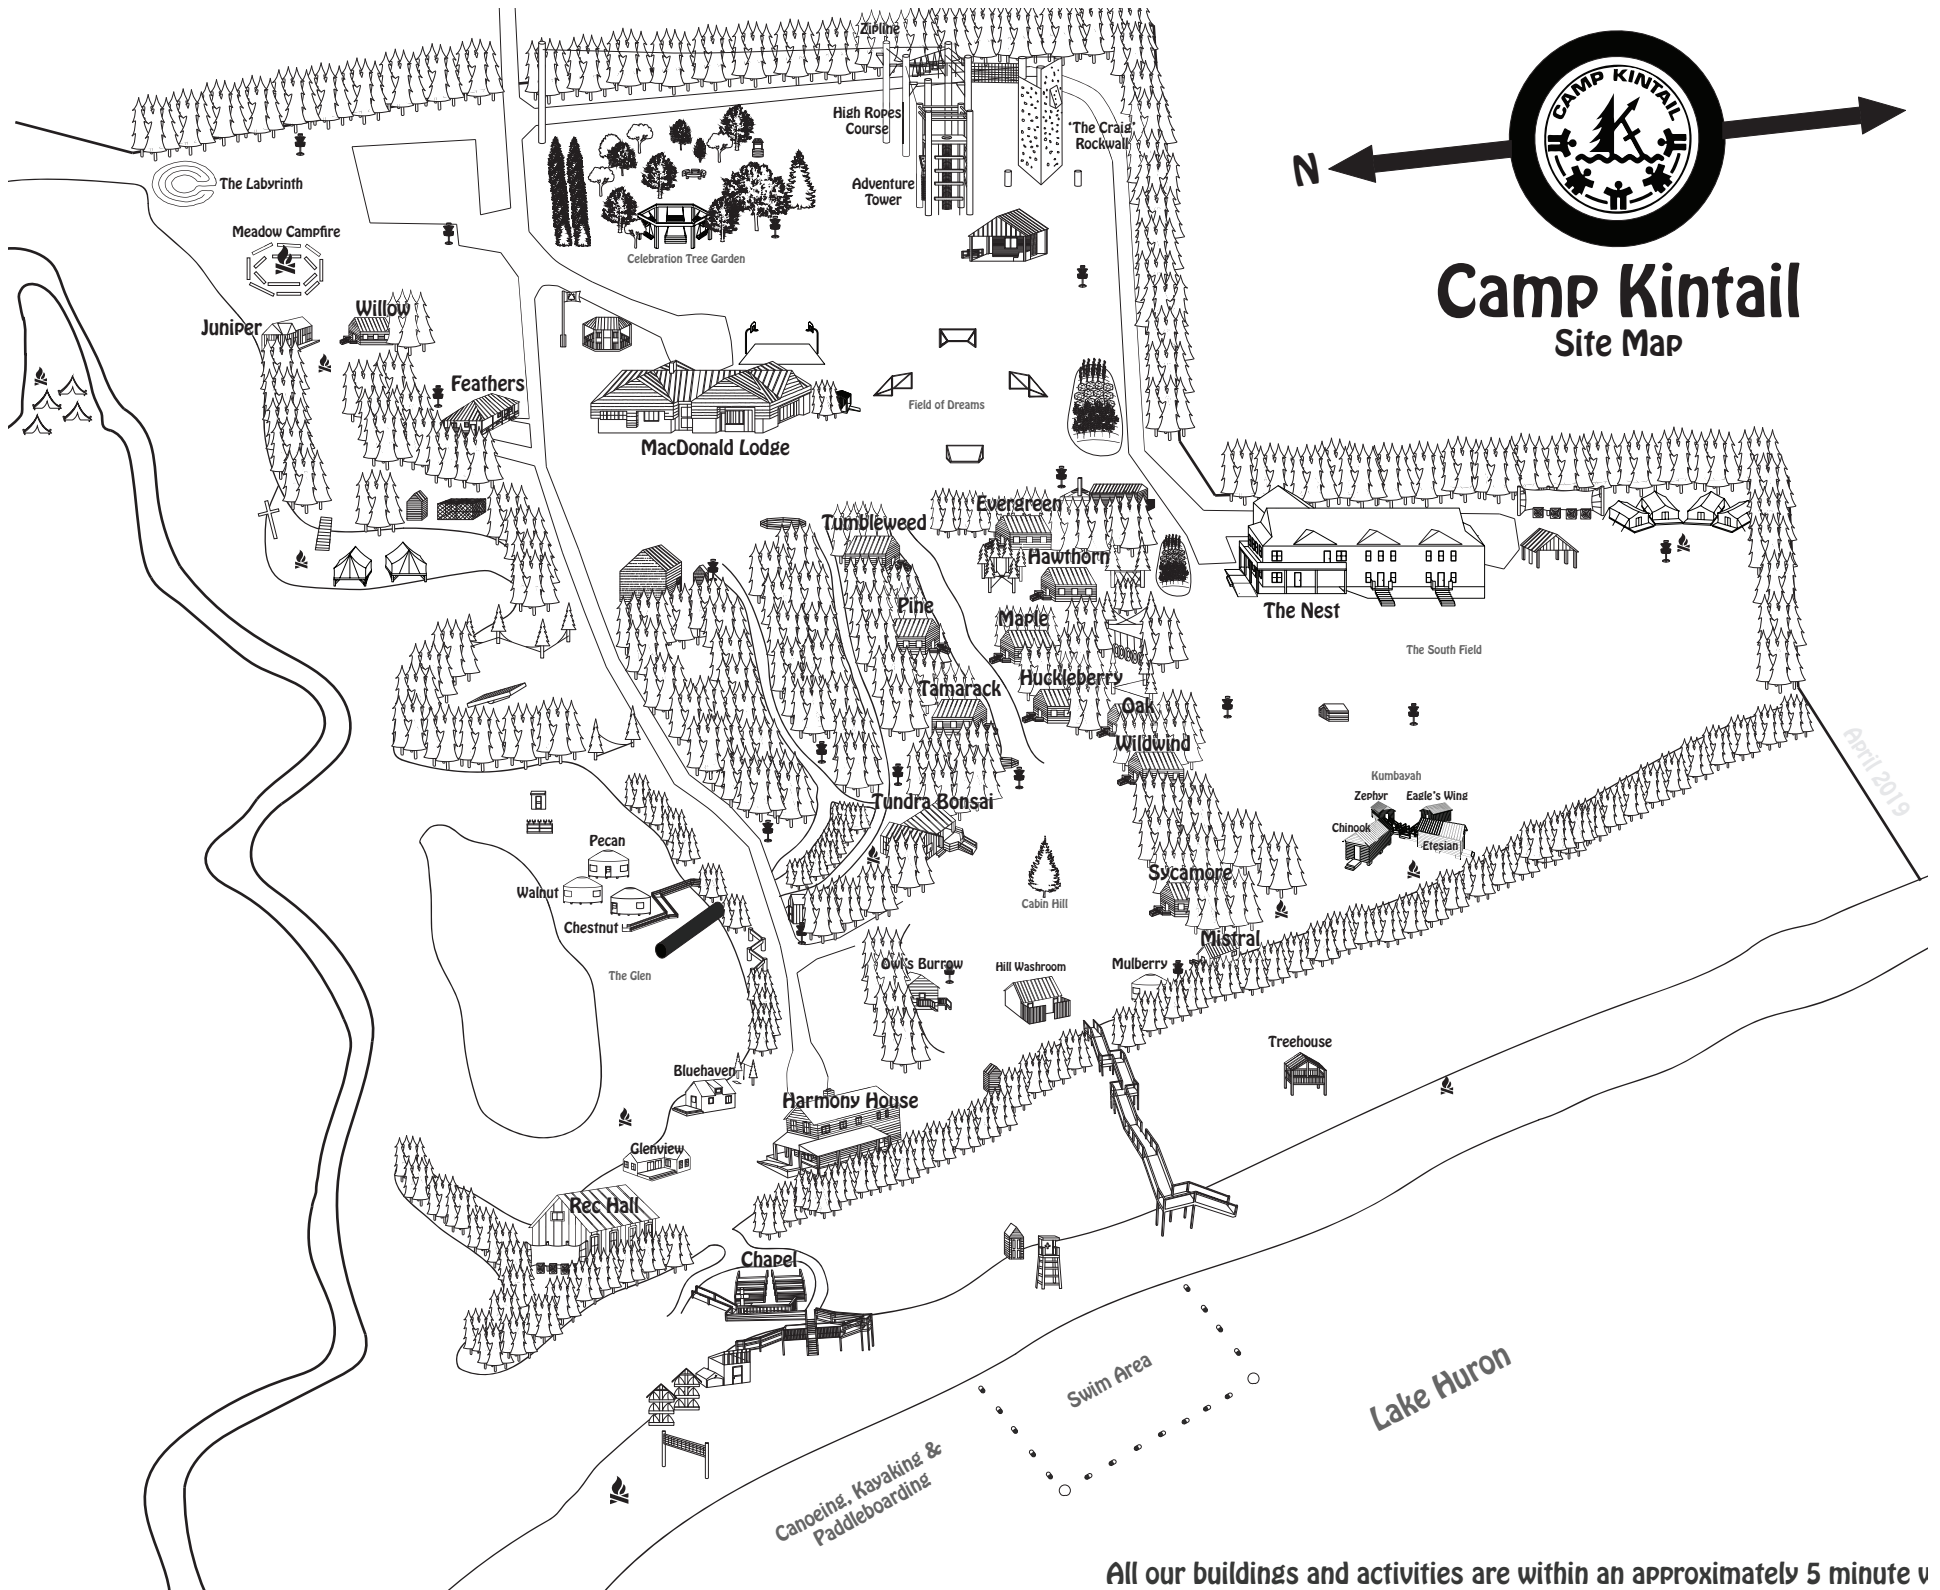 Zipline
High Ropes
Course
"The Craig"
Rockwall
CAMP KINTAIL
N
Camp Kintail
Site Map
The Labyrinth
Adventure
Tower
Meadow Campfire
Celebration Tree Garden
Juniper
Willow
Feathers
MacDonald Lodge
Field of Dreams
Evergreen
Tumbleweed
Hawthorn
Pine
Maple
The Nest
The South Field
Huckleberry
Tamarack
Oak
Wildwind
April 2019
Kumbayah
Zephyr
Eagle's Wing
Chinook
Etesian
Tundra Bonsai
Pecan
Walnut
Chestnut
The Glen
Sycamore
Cabin Hill
Mistral
Owl's Burrow
Hill Washroom
Mulberry
Treehouse
Bluehaven
Harmony House
Glenview
Rec Hall
Chapel
Swim Area
Lake Huron
Canoeing, Kayaking &
Paddleboarding
All our buildings and activities are within an approximately 5 minute